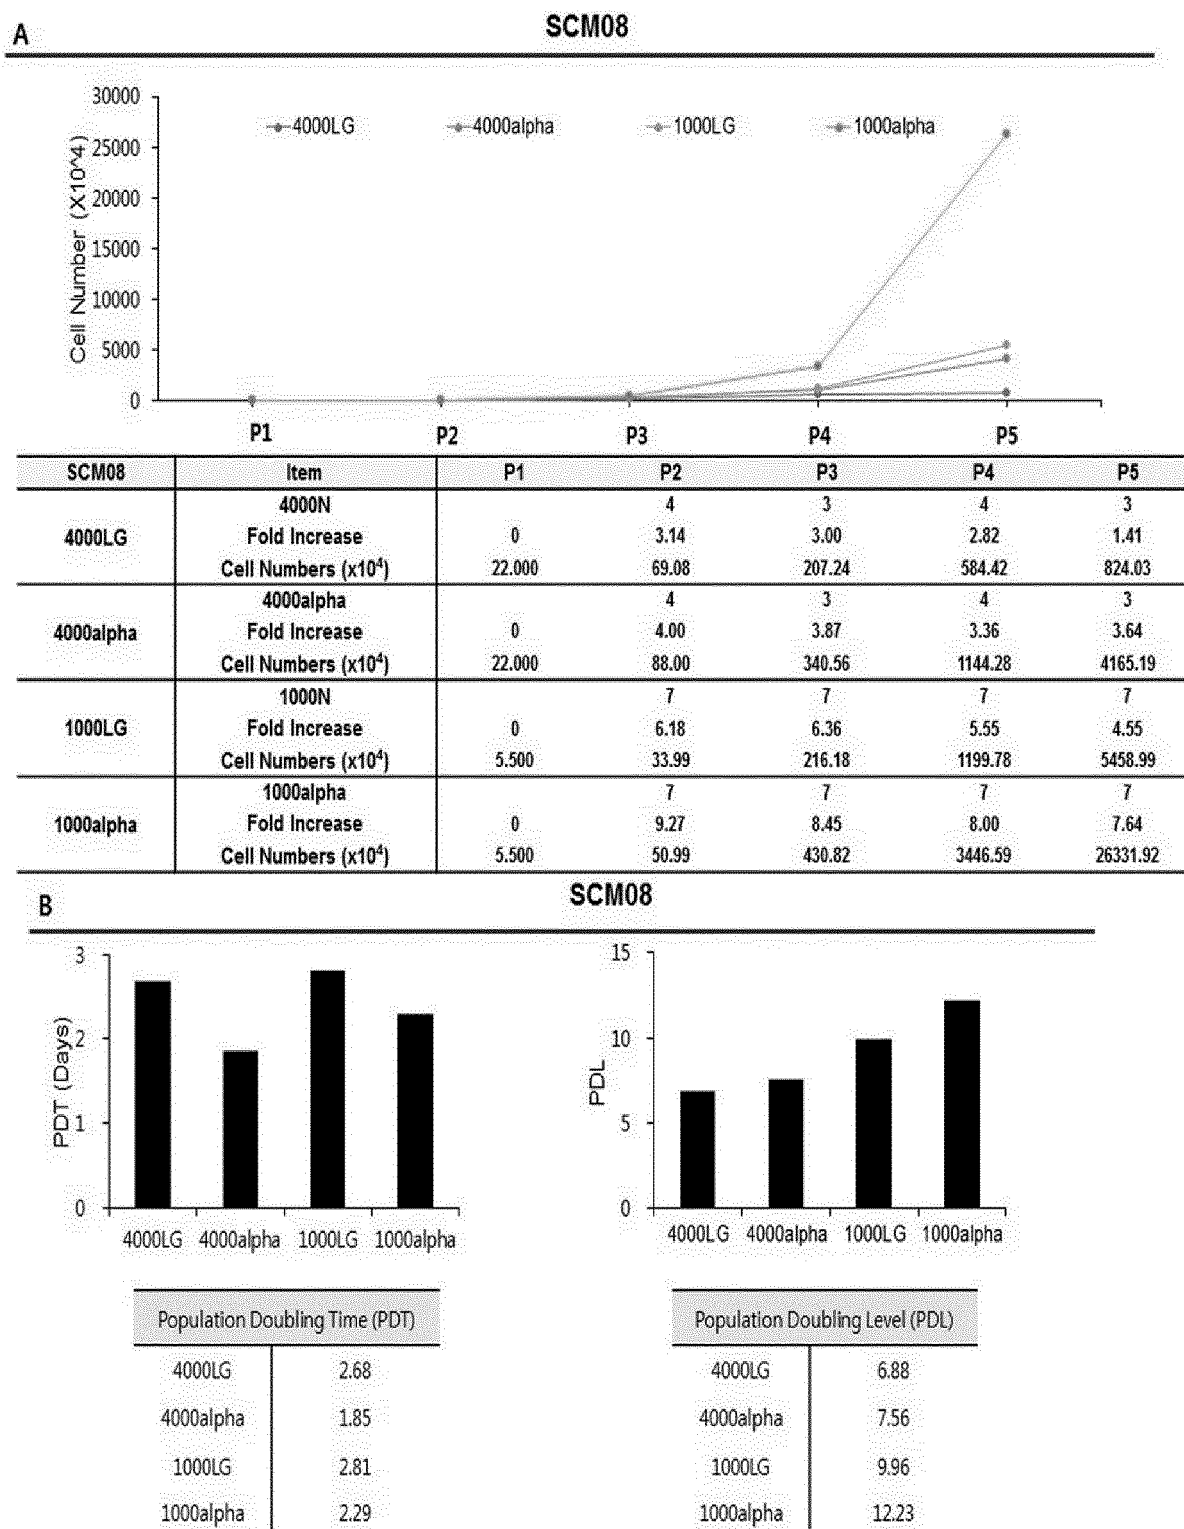 A
SCM08
30000
25000
20000
15000
10000
5000
0
Cell Number (X10^4)
4000LG 4000alpha 1000LG 1000alpha
P1 P2 P3 P4 P5
SCM08 Item P1 P2 P3 P4 P5
4000LG
4000N 4 3 4 3
Fold Increase 0 3.14 3.00 2.82 1.41
Cell Numbers (x10⁴) 22.000 69.08 207.24 584.42 824.03
4000alpha
4000alpha 4 3 4 3
Fold Increase 0 4.00 3.87 3.36 3.64
Cell Numbers (x10⁴) 22.000 88.00 340.56 1144.28 4165.19
1000LG
1000N 7 7 7 7
Fold Increase 0 6.18 6.36 5.55 4.55
Cell Numbers (x10⁴) 5.500 33.99 216.18 1199.78 5458.99
1000alpha
1000alpha 7 7 7 7
Fold Increase 0 9.27 8.45 8.00 7.64
Cell Numbers (x10⁴) 5.500 50.99 430.82 3446.59 26331.92
B
SCM08
3
2
1
0
PDT (Days)
4000LG 4000alpha 1000LG 1000alpha
15
10
5
0
PDL
4000LG 4000alpha 1000LG 1000alpha
Population Doubling Time (PDT)
4000LG 2.68
4000alpha 1.85
1000LG 2.81
1000alpha 2.29
Population Doubling Level (PDL)
4000LG 6.88
4000alpha 7.56
1000LG 9.96
1000alpha 12.23